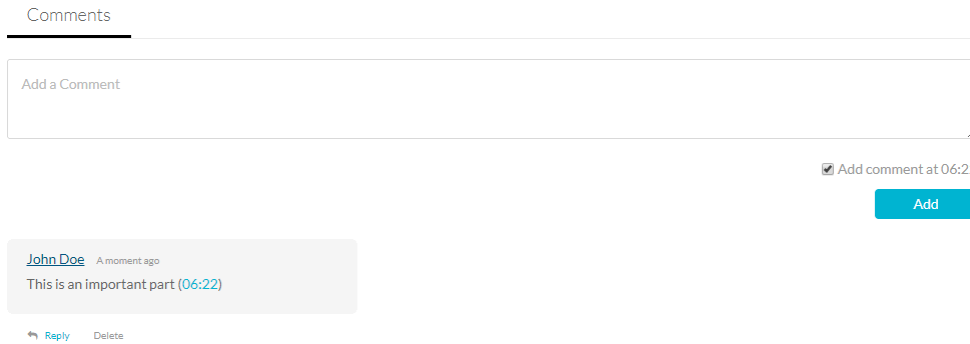 Comments
Add a Comment
Add comment at 06:2
Add
John Doe A moment ago
This is an important part (06:22)
Reply Delete